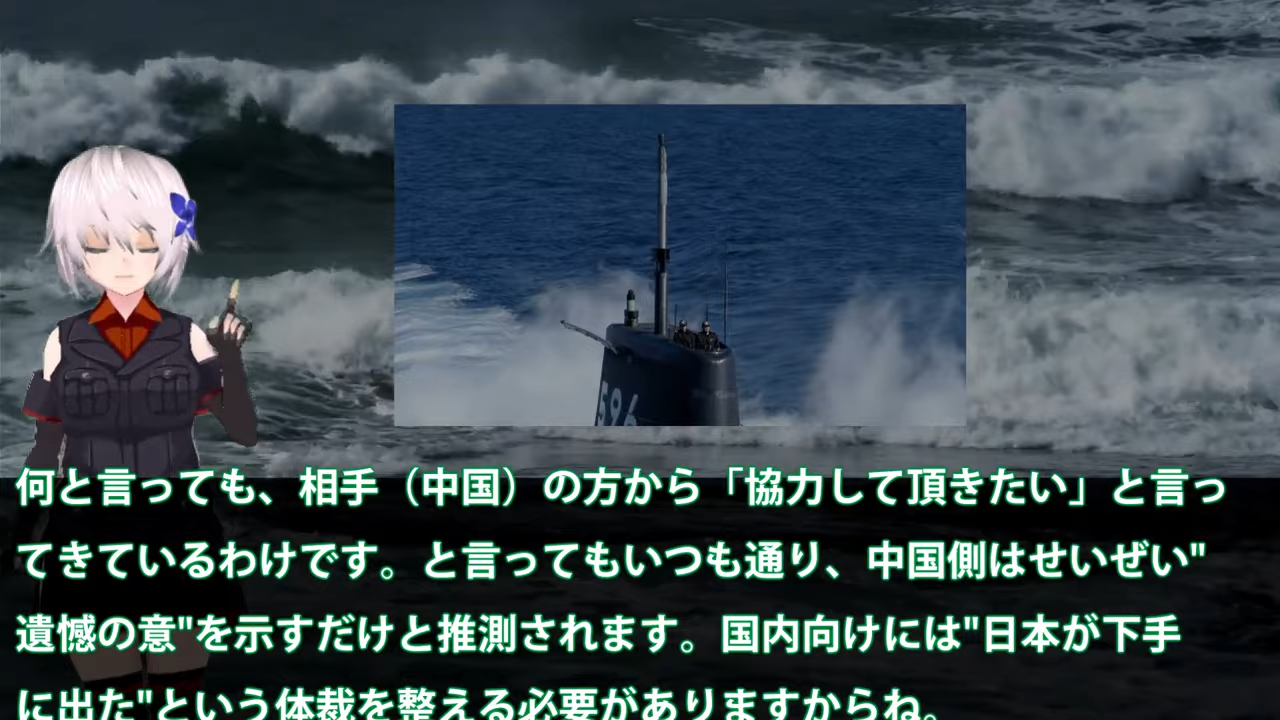 596
何と言っても、相手（中国）の方から「協力して頂きたい」と言っ
てきているわけです。と言ってもいつも通り、中国側はせいぜい"
遺憾の意"を示すだけと推測されます。国内向けには"日本が下手
に出た"という体裁を整える必要がありますからね。